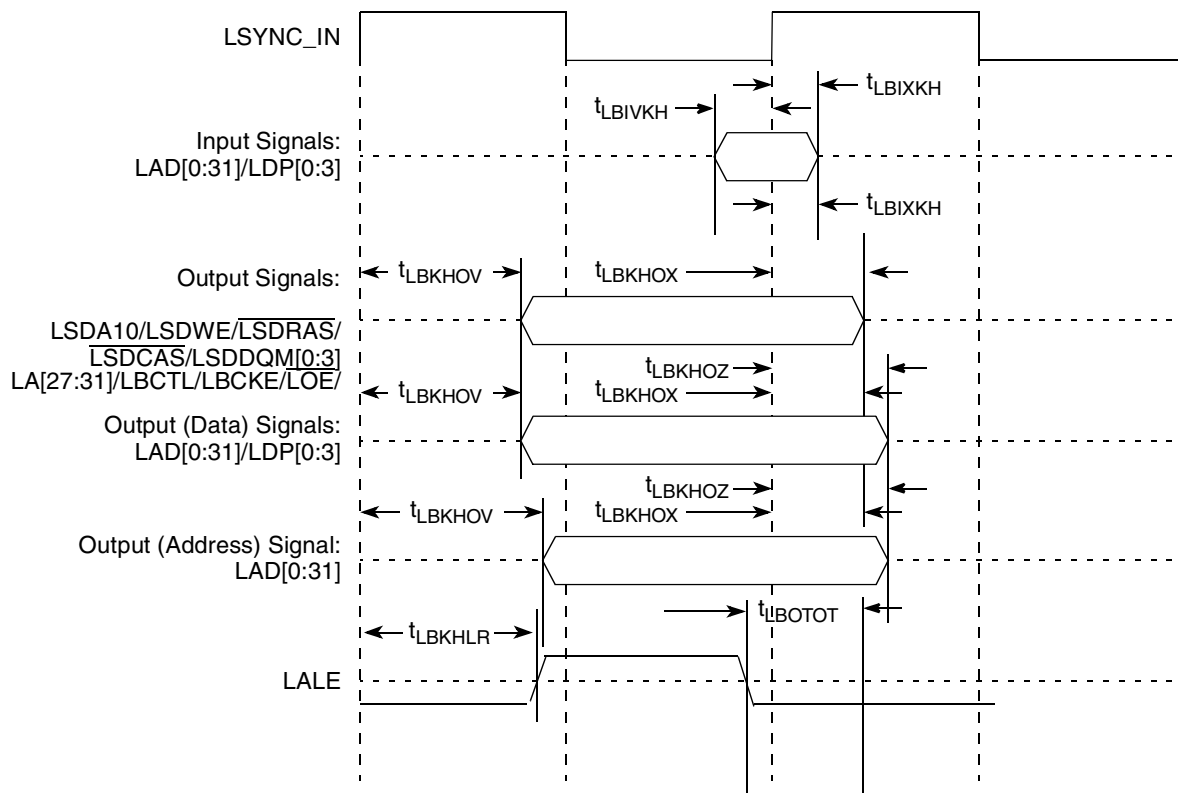 LSYNC_IN
tLBIXKH
tLBIVKH
Input Signals:
LAD[0:31]/LDP[0:3]
tLBIXKH
Output Signals:
tLBKHOV
tLBKHOX
LSDA10/LSDWE/LSDRAS/
LSDCAS/LSDDQM[0:3]
LA[27:31]/LBCTL/LBCKE/LOE/
tLBKHOZ
tLBKHOV
tLBKHOX
Output (Data) Signals:
LAD[0:31]/LDP[0:3]
tLBKHOZ
tLBKHOV
tLBKHOX
Output (Address) Signal:
LAD[0:31]
tLBOTOT
tLBKHLR
LALE